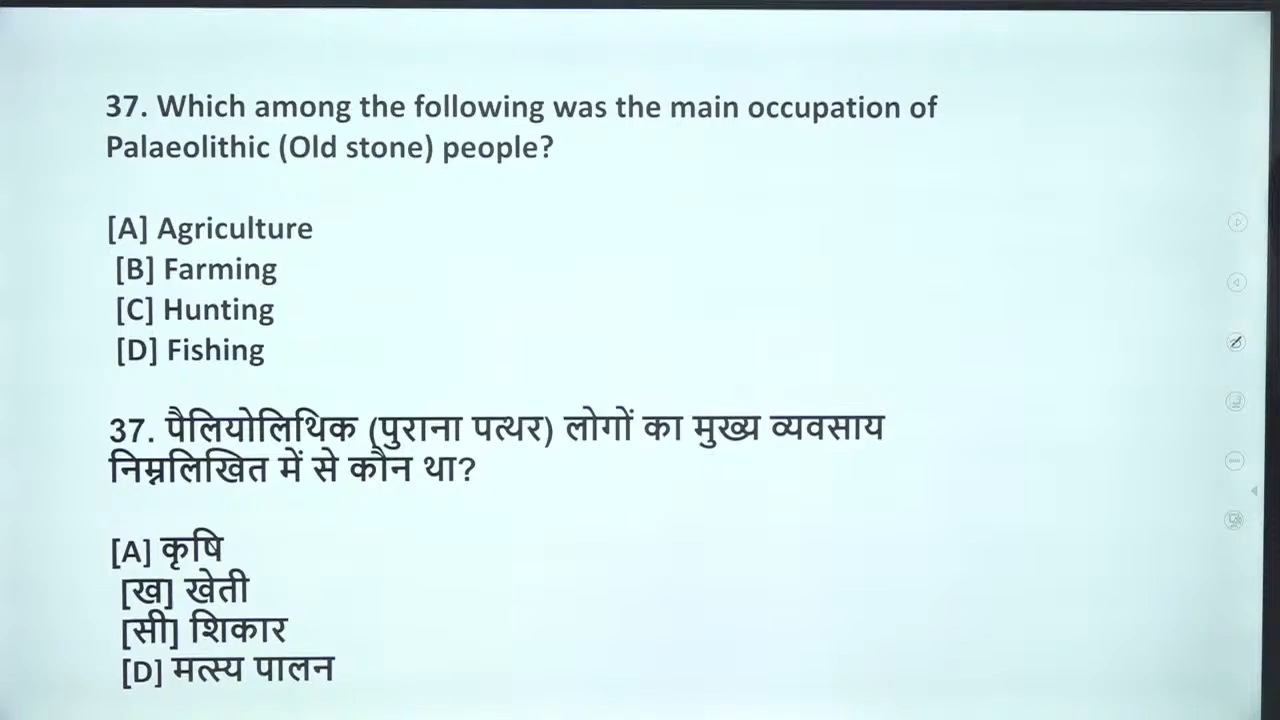 37. Which among the following was the main occupation of
Palaeolithic (Old stone) people?
[A] Agriculture
[B] Farming
[C] Hunting
[D] Fishing
37. पैलियोलिथिक (पुराना पत्थर) लोगों का मुख्य व्यवसाय
निम्नलिखित में से कौन था?
[A] कृषि
[ख] खेती
[सी] शिकार
[D] मत्स्य पालन